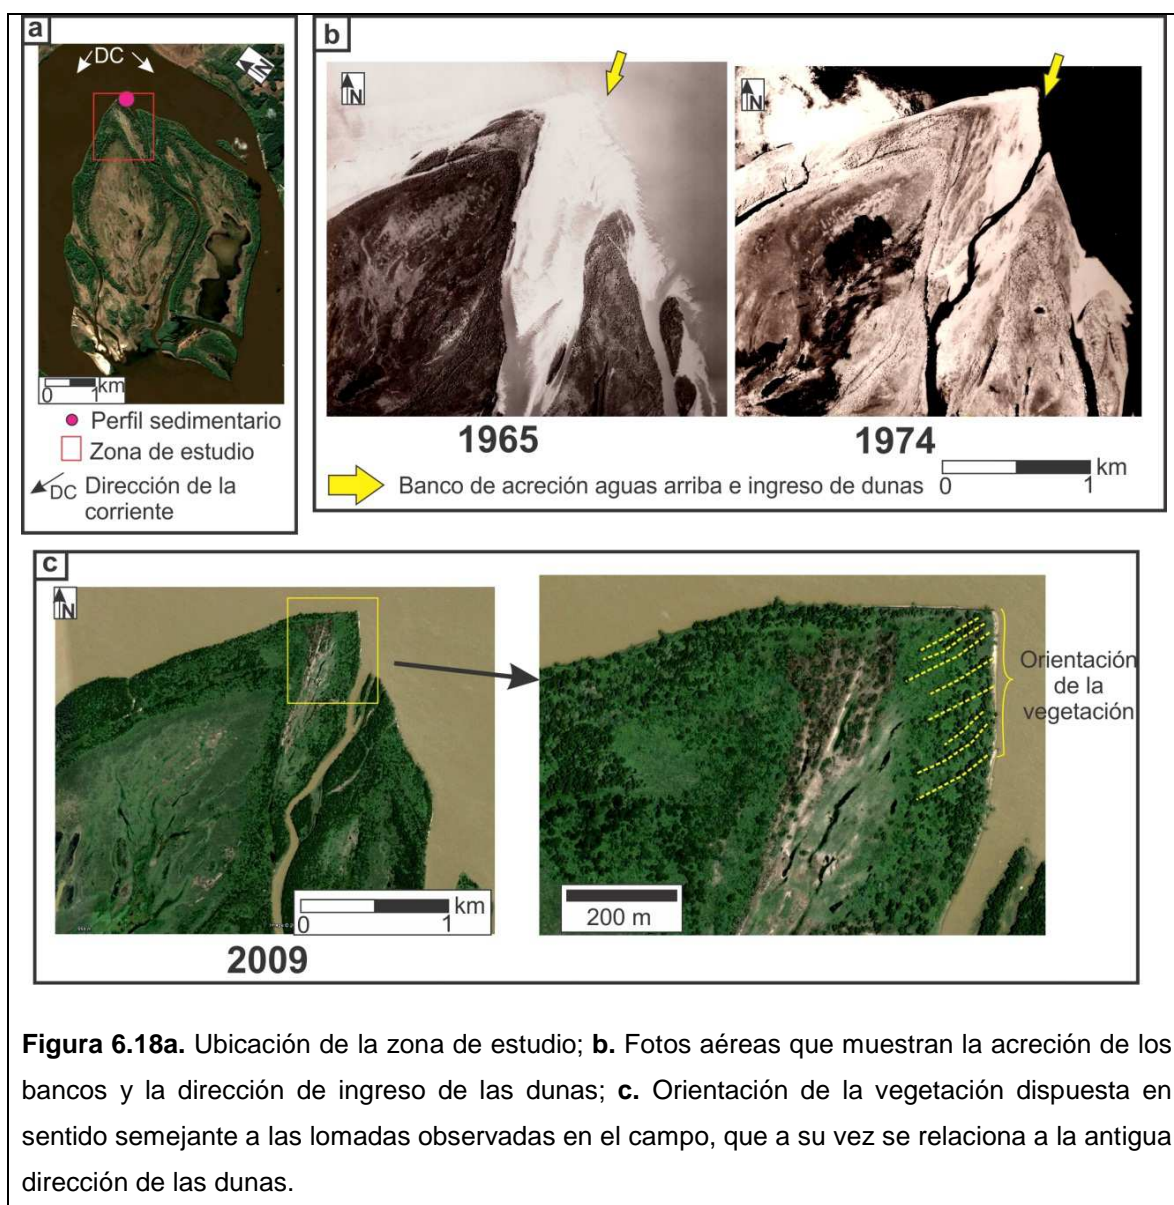 a
DC
N
0 1 km
Perfil sedimentario
Zona de estudio
DC Dirección de la
corriente
b
N
N
1965
1974
Banco de acreción aguas arriba e ingreso de dunas
km
0 1
c
N
km
0 1
2009
Orientación
de la
vegetación
200 m
Figura 6.18a. Ubicación de la zona de estudio; b. Fotos aéreas que muestran la acreción de los
bancos y la dirección de ingreso de las dunas; c. Orientación de la vegetación dispuesta en
sentido semejante a las lomadas observadas en el campo, que a su vez se relaciona a la antigua
dirección de las dunas.